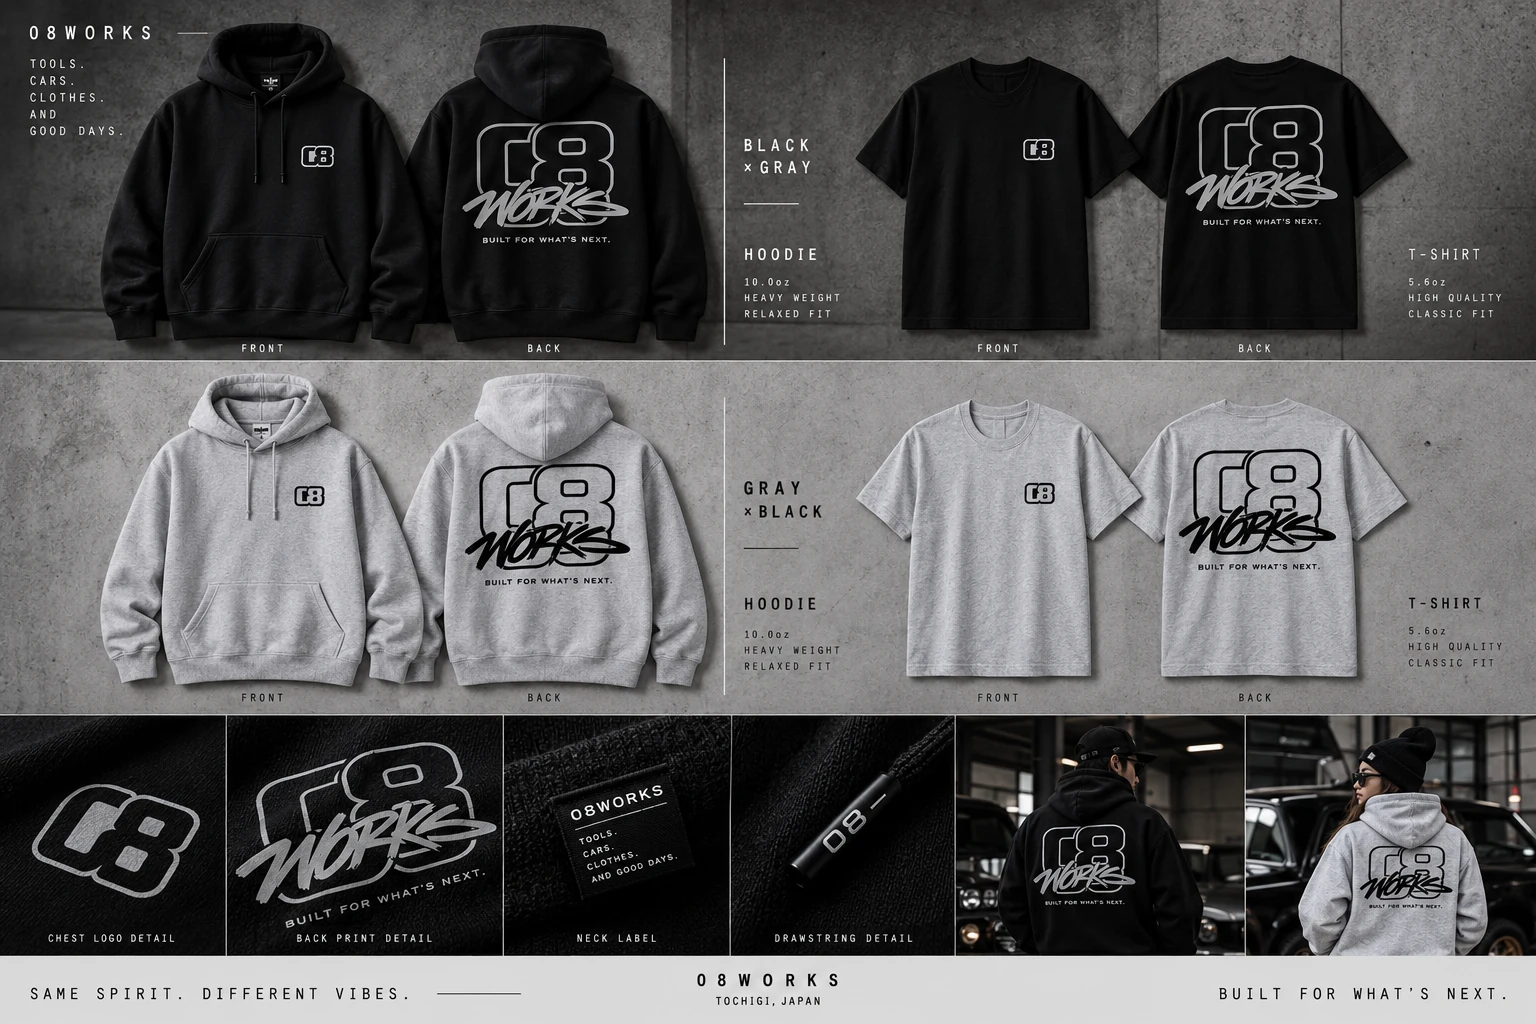 08WORKS
TOOLS.
CARS.
CLOTHES.
AND
GOOD DAYS.
08
08
WORKS
BUILT FOR WHAT'S NEXT.
FRONT
BACK
BLACK
×GRAY
HOODIE
10.0oz
HEAVY WEIGHT
RELAXED FIT
08
08
WORKS
BUILT FOR WHAT'S NEXT.
FRONT
BACK
T-SHIRT
5.6oz
HIGH QUALITY
CLASSIC FIT
08
08
WORKS
BUILT FOR WHAT'S NEXT.
FRONT
BACK
GRAY
×BLACK
HOODIE
10.0oz
HEAVY WEIGHT
RELAXED FIT
08
08
WORKS
BUILT FOR WHAT'S NEXT.
FRONT
BACK
T-SHIRT
5.6oz
HIGH QUALITY
CLASSIC FIT
08
CHEST LOGO DETAIL
08
WORKS
BUILT FOR WHAT'S NEXT.
BACK PRINT DETAIL
08WORKS
TOOLS.
CARS.
CLOTHES.
AND GOOD DAYS.
NECK LABEL
08
DRAWSTRING DETAIL
08
WORKS
BUILT FOR WHAT'S NEXT.
08
WORKS
BUILT FOR WHAT'S NEXT.
SAME SPIRIT. DIFFERENT VIBES.
08WORKS
TOCHIGI, JAPAN
BUILT FOR WHAT'S NEXT.